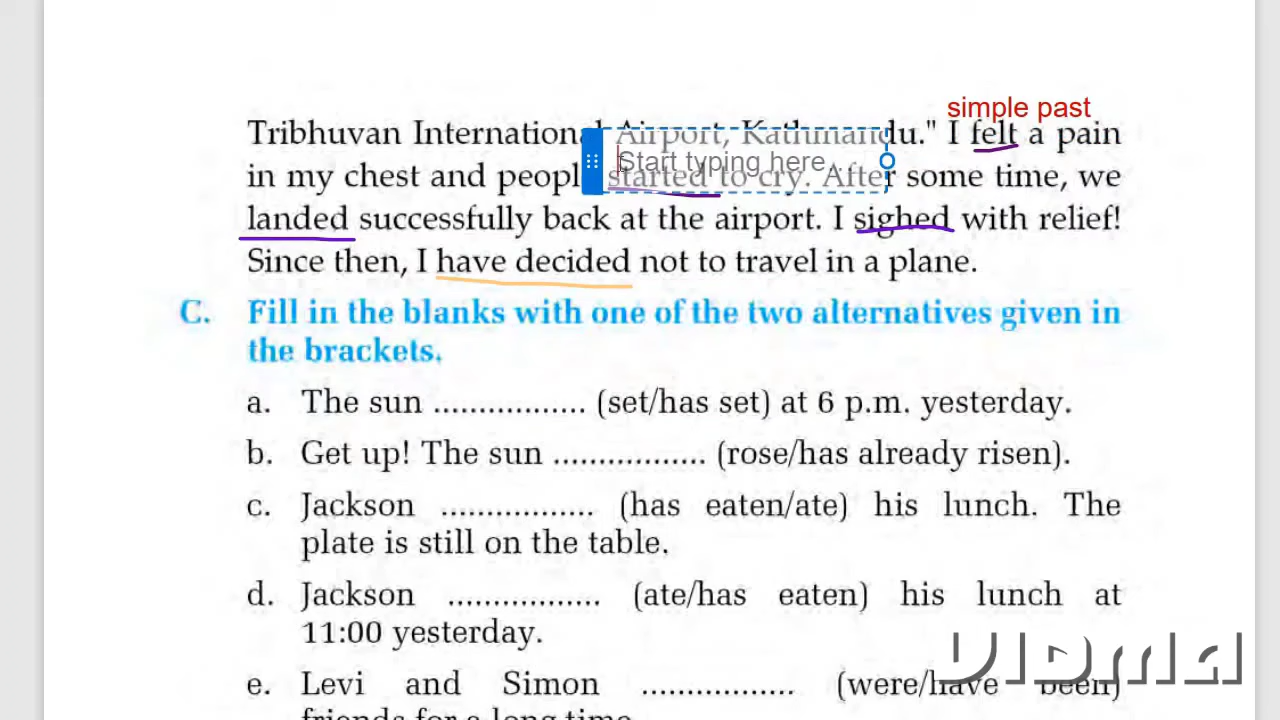 simple past
Tribhuvan International Airport, Kathmandu." I felt a pain
Start typing here...
in my chest and people started to cry. After some time, we
landed successfully back at the airport. I sighed with relief!
Since then, I have decided not to travel in a plane.
C. Fill in the blanks with one of the two alternatives given in
the brackets.
a. The sun ................. (set/has set) at 6 p.m. yesterday.
b. Get up! The sun ................. (rose/has already risen).
c. Jackson ................. (has eaten/ate) his lunch. The
plate is still on the table.
d. Jackson ................. (ate/has eaten) his lunch at
11:00 yesterday.
e. Levi and Simon ................. (were/have been)
friends for a long time.